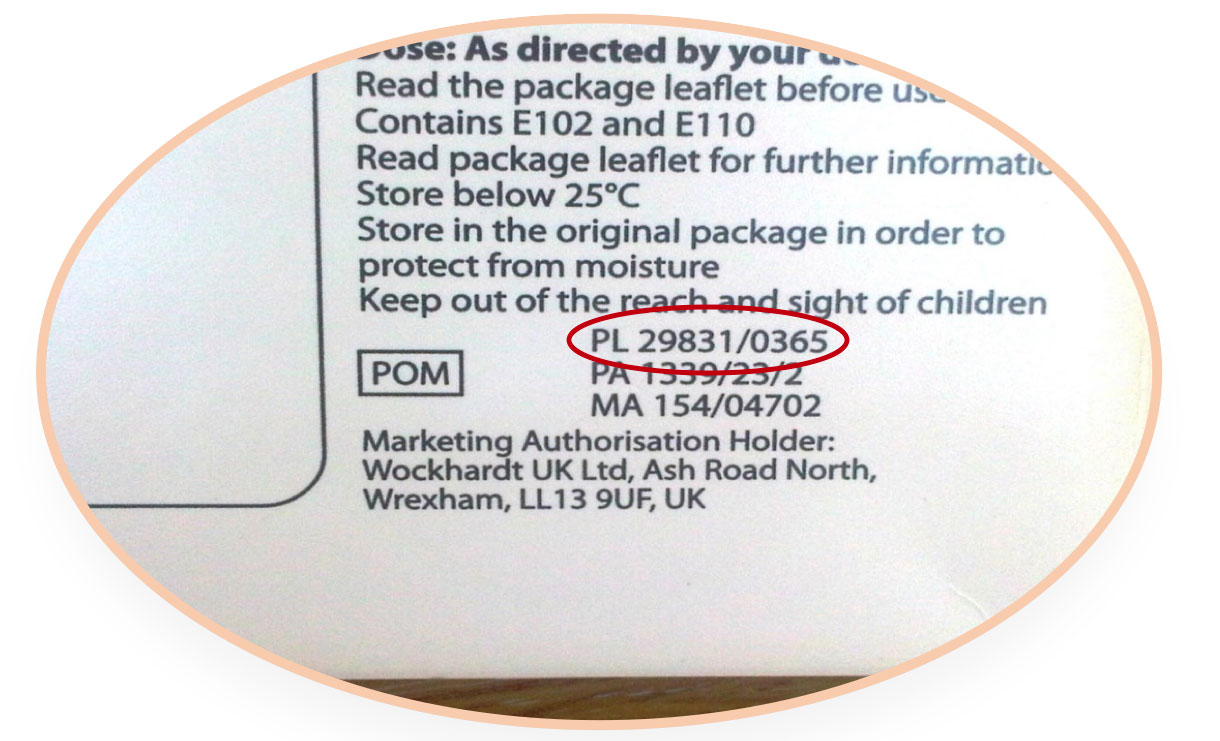 Dose: As directed by your
Read the package leaflet before use
Contains E102 and E110
Read package leaflet for further informatio
Store below 25°C
Store in the original package in order to
protect from moisture
Keep out of the reach and sight of children
PL 29831/0365
POM
PA 1339/23/2
MA 154/04702
Marketing Authorisation Holder:
Wockhardt UK Ltd, Ash Road North,
Wrexham, LL13 9UF, UK